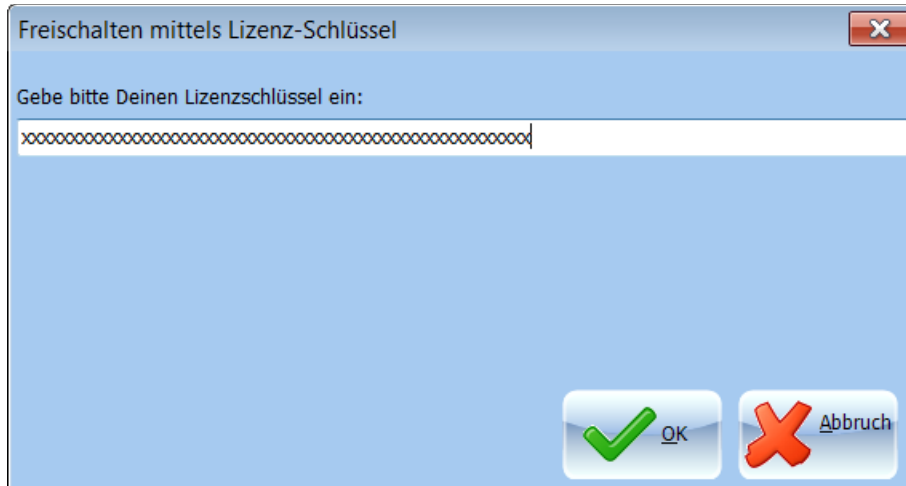 Freischalten mittels Lizenz-Schlüssel
Gebe bitte Deinen Lizenzschlüssel ein:
xxxxxxxxxxxxxxxxxxxxxxxxxxxxxxxxxxxxxxxxxxxxxxxxxx
OK
Abbruch